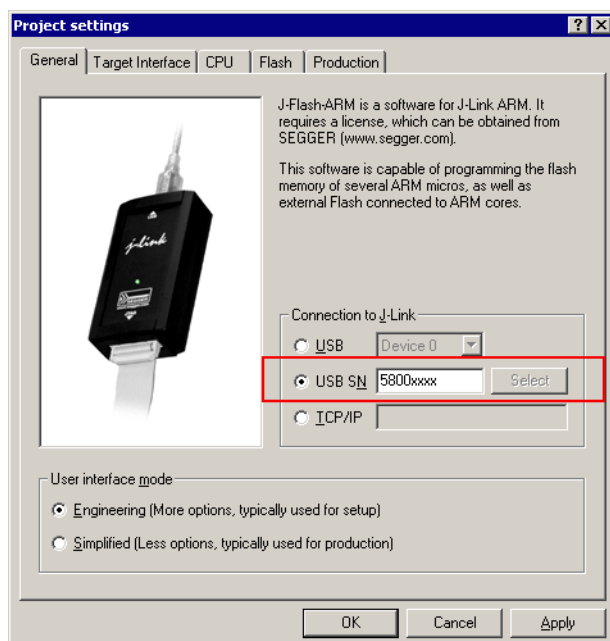 Project settings
General
Target Interface
CPU
Flash
Production
J-Flash-ARM is a software for J-Link ARM. It
requires a license, which can be obtained from
SEGGER (www.segger.com).
This software is capable of programming the flash
memory of several ARM micros, as well as
external Flash connected to ARM cores.
j-link
Connection to J-Link
USB
Device 0
USB SN
5800xxxx
Select
TCP/IP
User interface mode
Engineering (More options, typically used for setup)
Simplified (Less options, typically used for production)
OK
Cancel
Apply